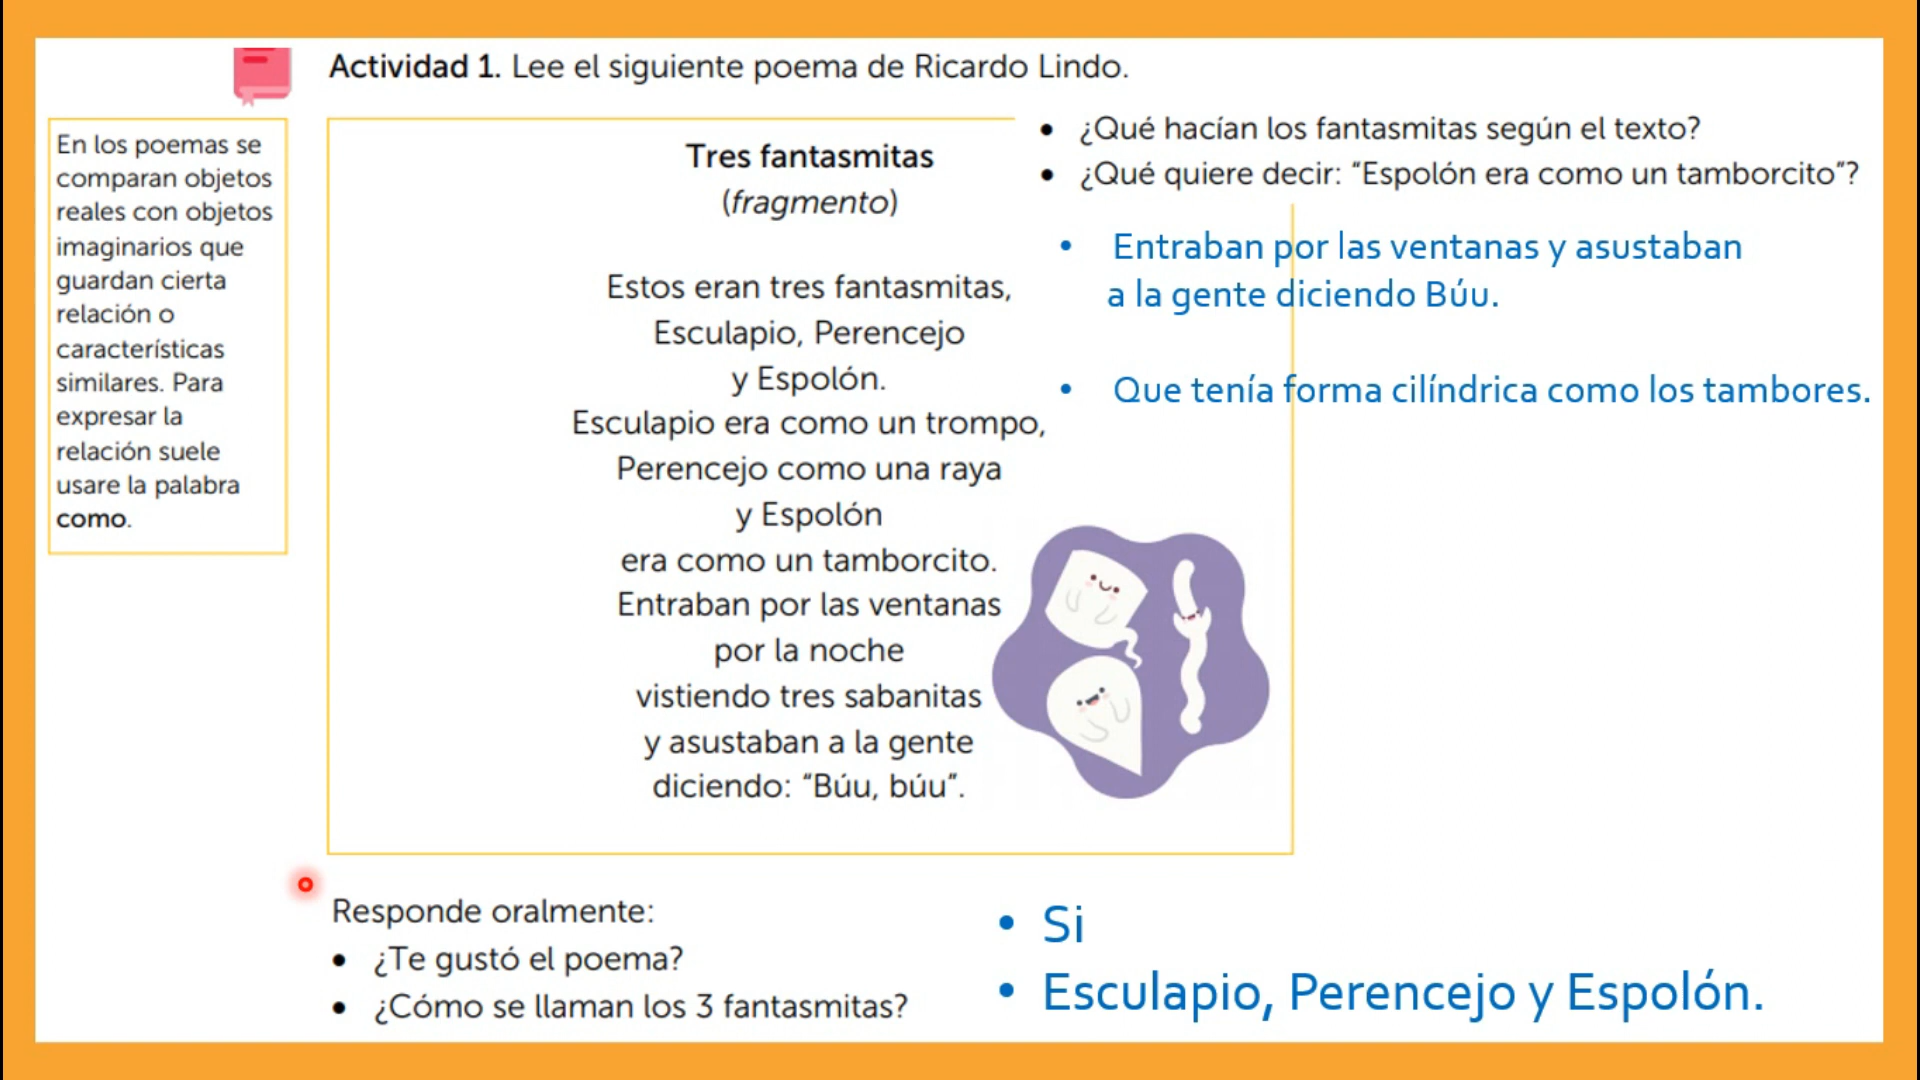 Actividad 1. Lee el siguiente poema de Ricardo Lindo.
En los poemas se
comparan objetos
reales con objetos
imaginarios que
guardan cierta
relación o
características
similares. Para
expresar la
relación suele
usare la palabra
como.
Tres fantasmitas
(fragmento)
Estos eran tres fantasmitas,
Esculapio, Perencejo
y Espolón.
Esculapio era como un trompo,
Perencejo como una raya
y Espolón
era como un tamborcito.
Entraban por las ventanas
por la noche
vistiendo tres sabanitas
y asustaban a la gente
diciendo: “Búu, búu”.
• ¿Qué hacían los fantasmitas según el texto?
• ¿Qué quiere decir: “Espolón era como un tamborcito”?
• Entraban por las ventanas y asustaban
a la gente diciendo Búu.
• Que tenía forma cilíndrica como los tambores.
Responde oralmente:
• ¿Te gustó el poema?
• ¿Cómo se llaman los 3 fantasmitas?
• Si
• Esculapio, Perencejo y Espolón.